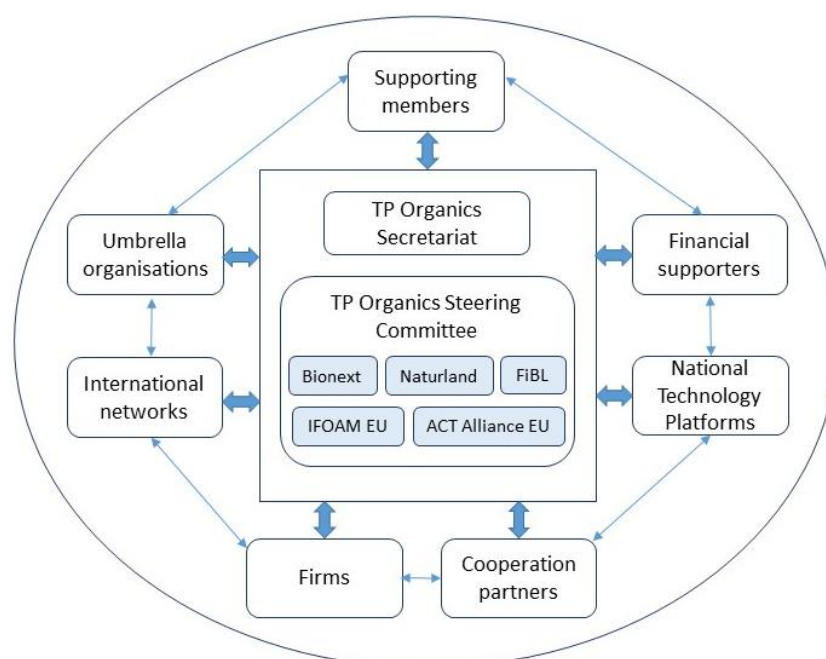 Supporting
members
TP Organics
Secretariat
Umbrella
organisations
Financial
supporters
TP Organics Steering
Committee
Bionext
Naturland
FiBL
IFOAM EU
ACT Alliance EU
International
networks
National
Technology
Platforms
Firms
Cooperation
partners